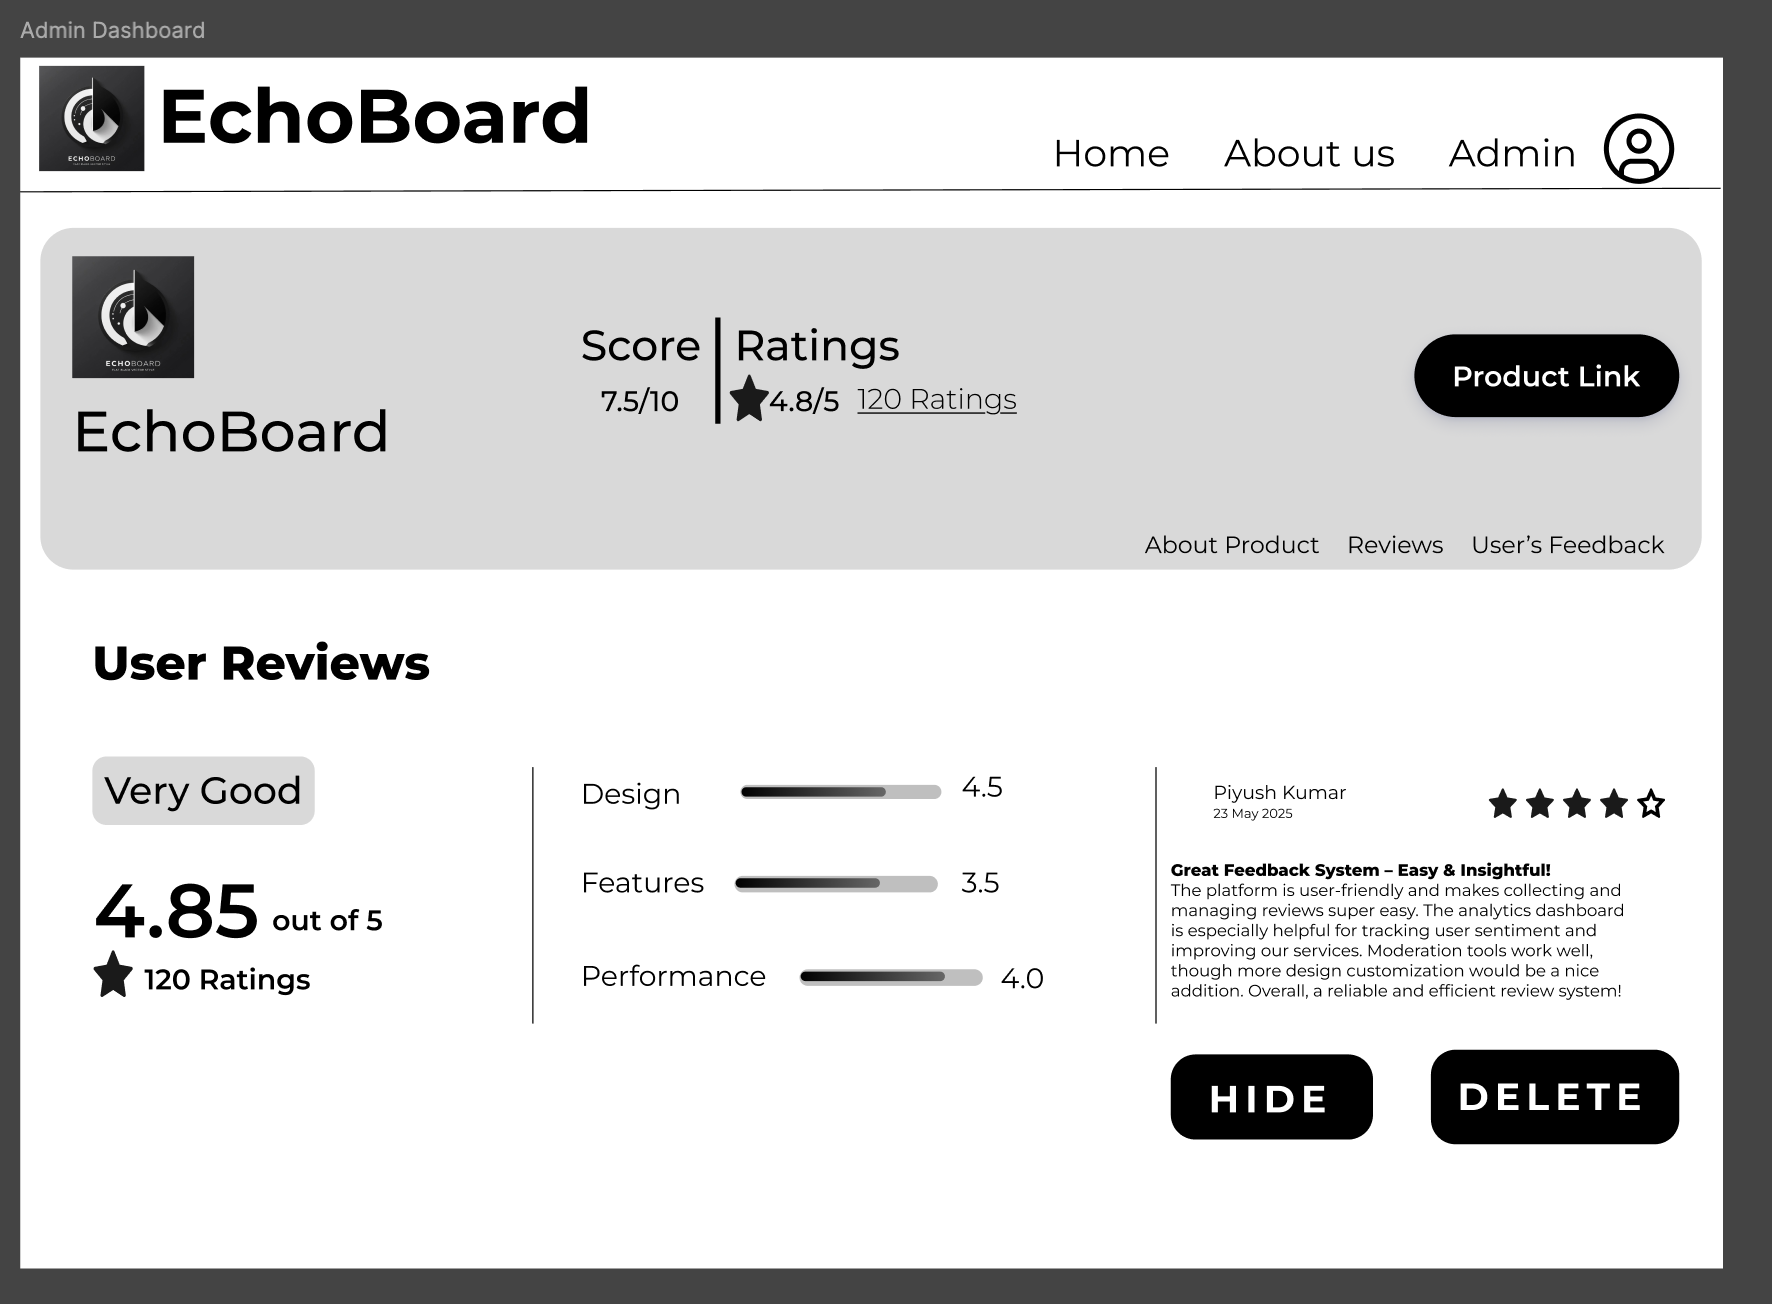 Admin Dashboard
ECHOBOARD
EchoBoard
Home About us Admin
ECHOBOARD
EchoBoard
Score Ratings
7.5/10 4.8/5 120 Ratings
Product Link
About Product Reviews User’s Feedback
User Reviews
Very Good
4.85 out of 5
120 Ratings
Design 4.5
Features 3.5
Performance 4.0
Piyush Kumar
23 May 2025
Great Feedback System – Easy & Insightful!
The platform is user-friendly and makes collecting and
managing reviews super easy. The analytics dashboard
is especially helpful for tracking user sentiment and
improving our services. Moderation tools work well,
though more design customization would be a nice
addition. Overall, a reliable and efficient review system!
HIDE DELETE